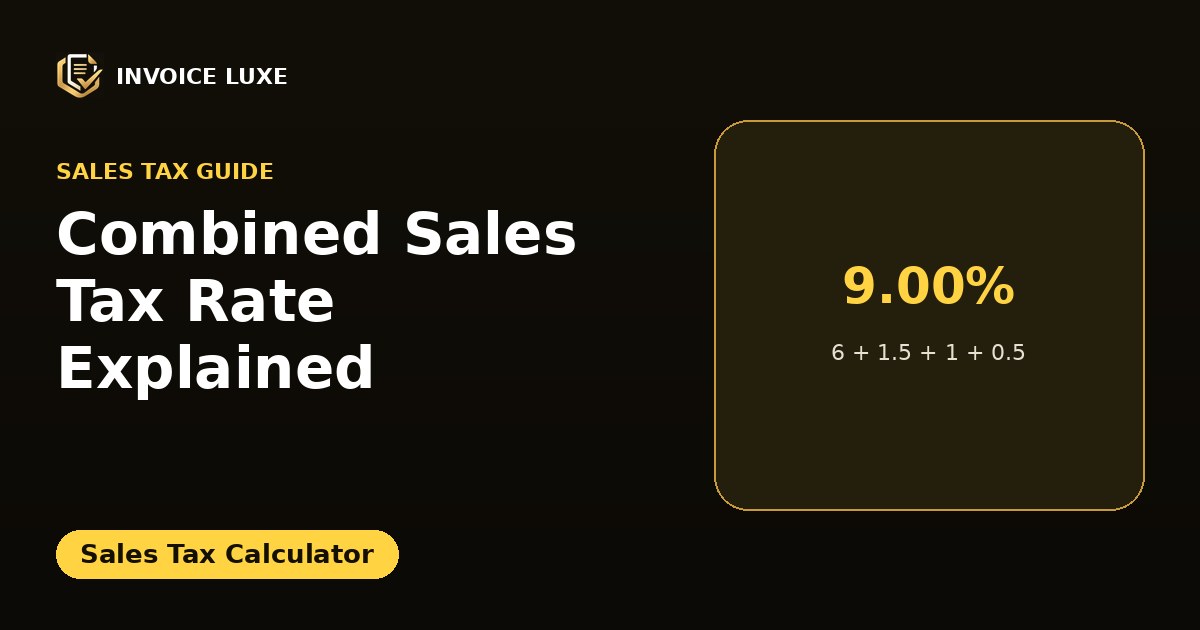 INVOICE LUXE
SALES TAX GUIDE
Combined Sales
Tax Rate
Explained
9.00%
6 + 1.5 + 1 + 0.5
Sales Tax Calculator